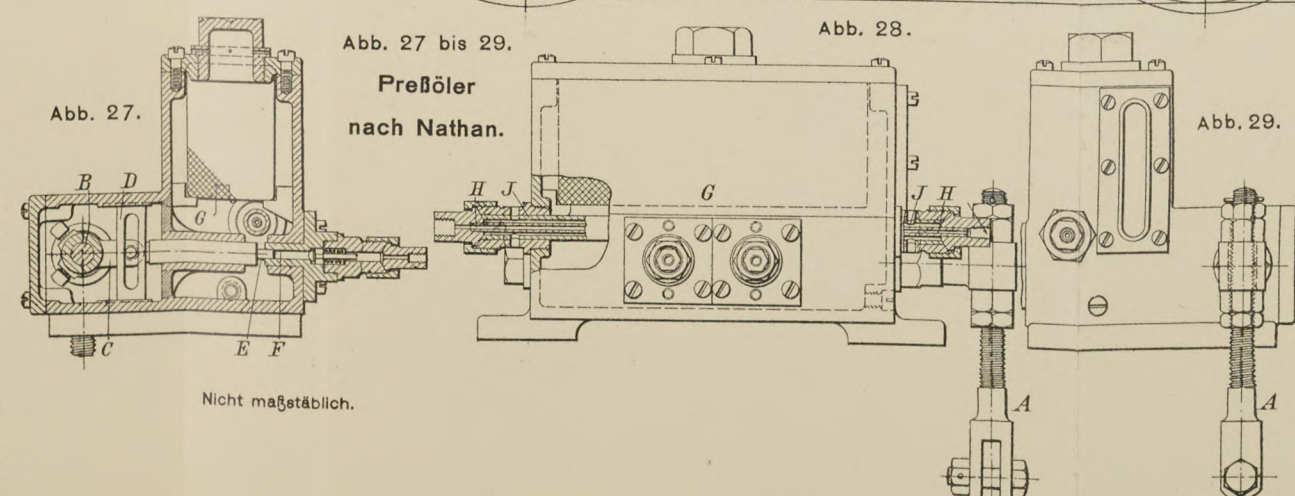 Abb. 27 bis 29.
Preßöler
nach Nathan.
Abb. 27.
B D
G
C E F
Nicht maßstäblich.
Abb. 28.
H J G J H
A
Abb. 29.
A